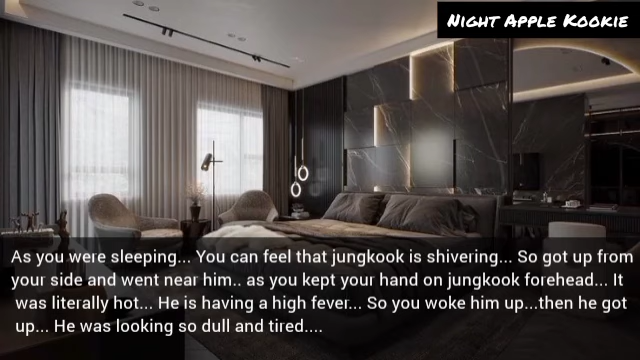 Night Apple Kookie
As you were sleeping... You can feel that jungkook is shivering... So got up from
your side and went near him.. as you kept your hand on jungkook forehead... It
was literally hot... He is having a high fever... So you woke him up...then he got
up... He was looking so dull and tired....